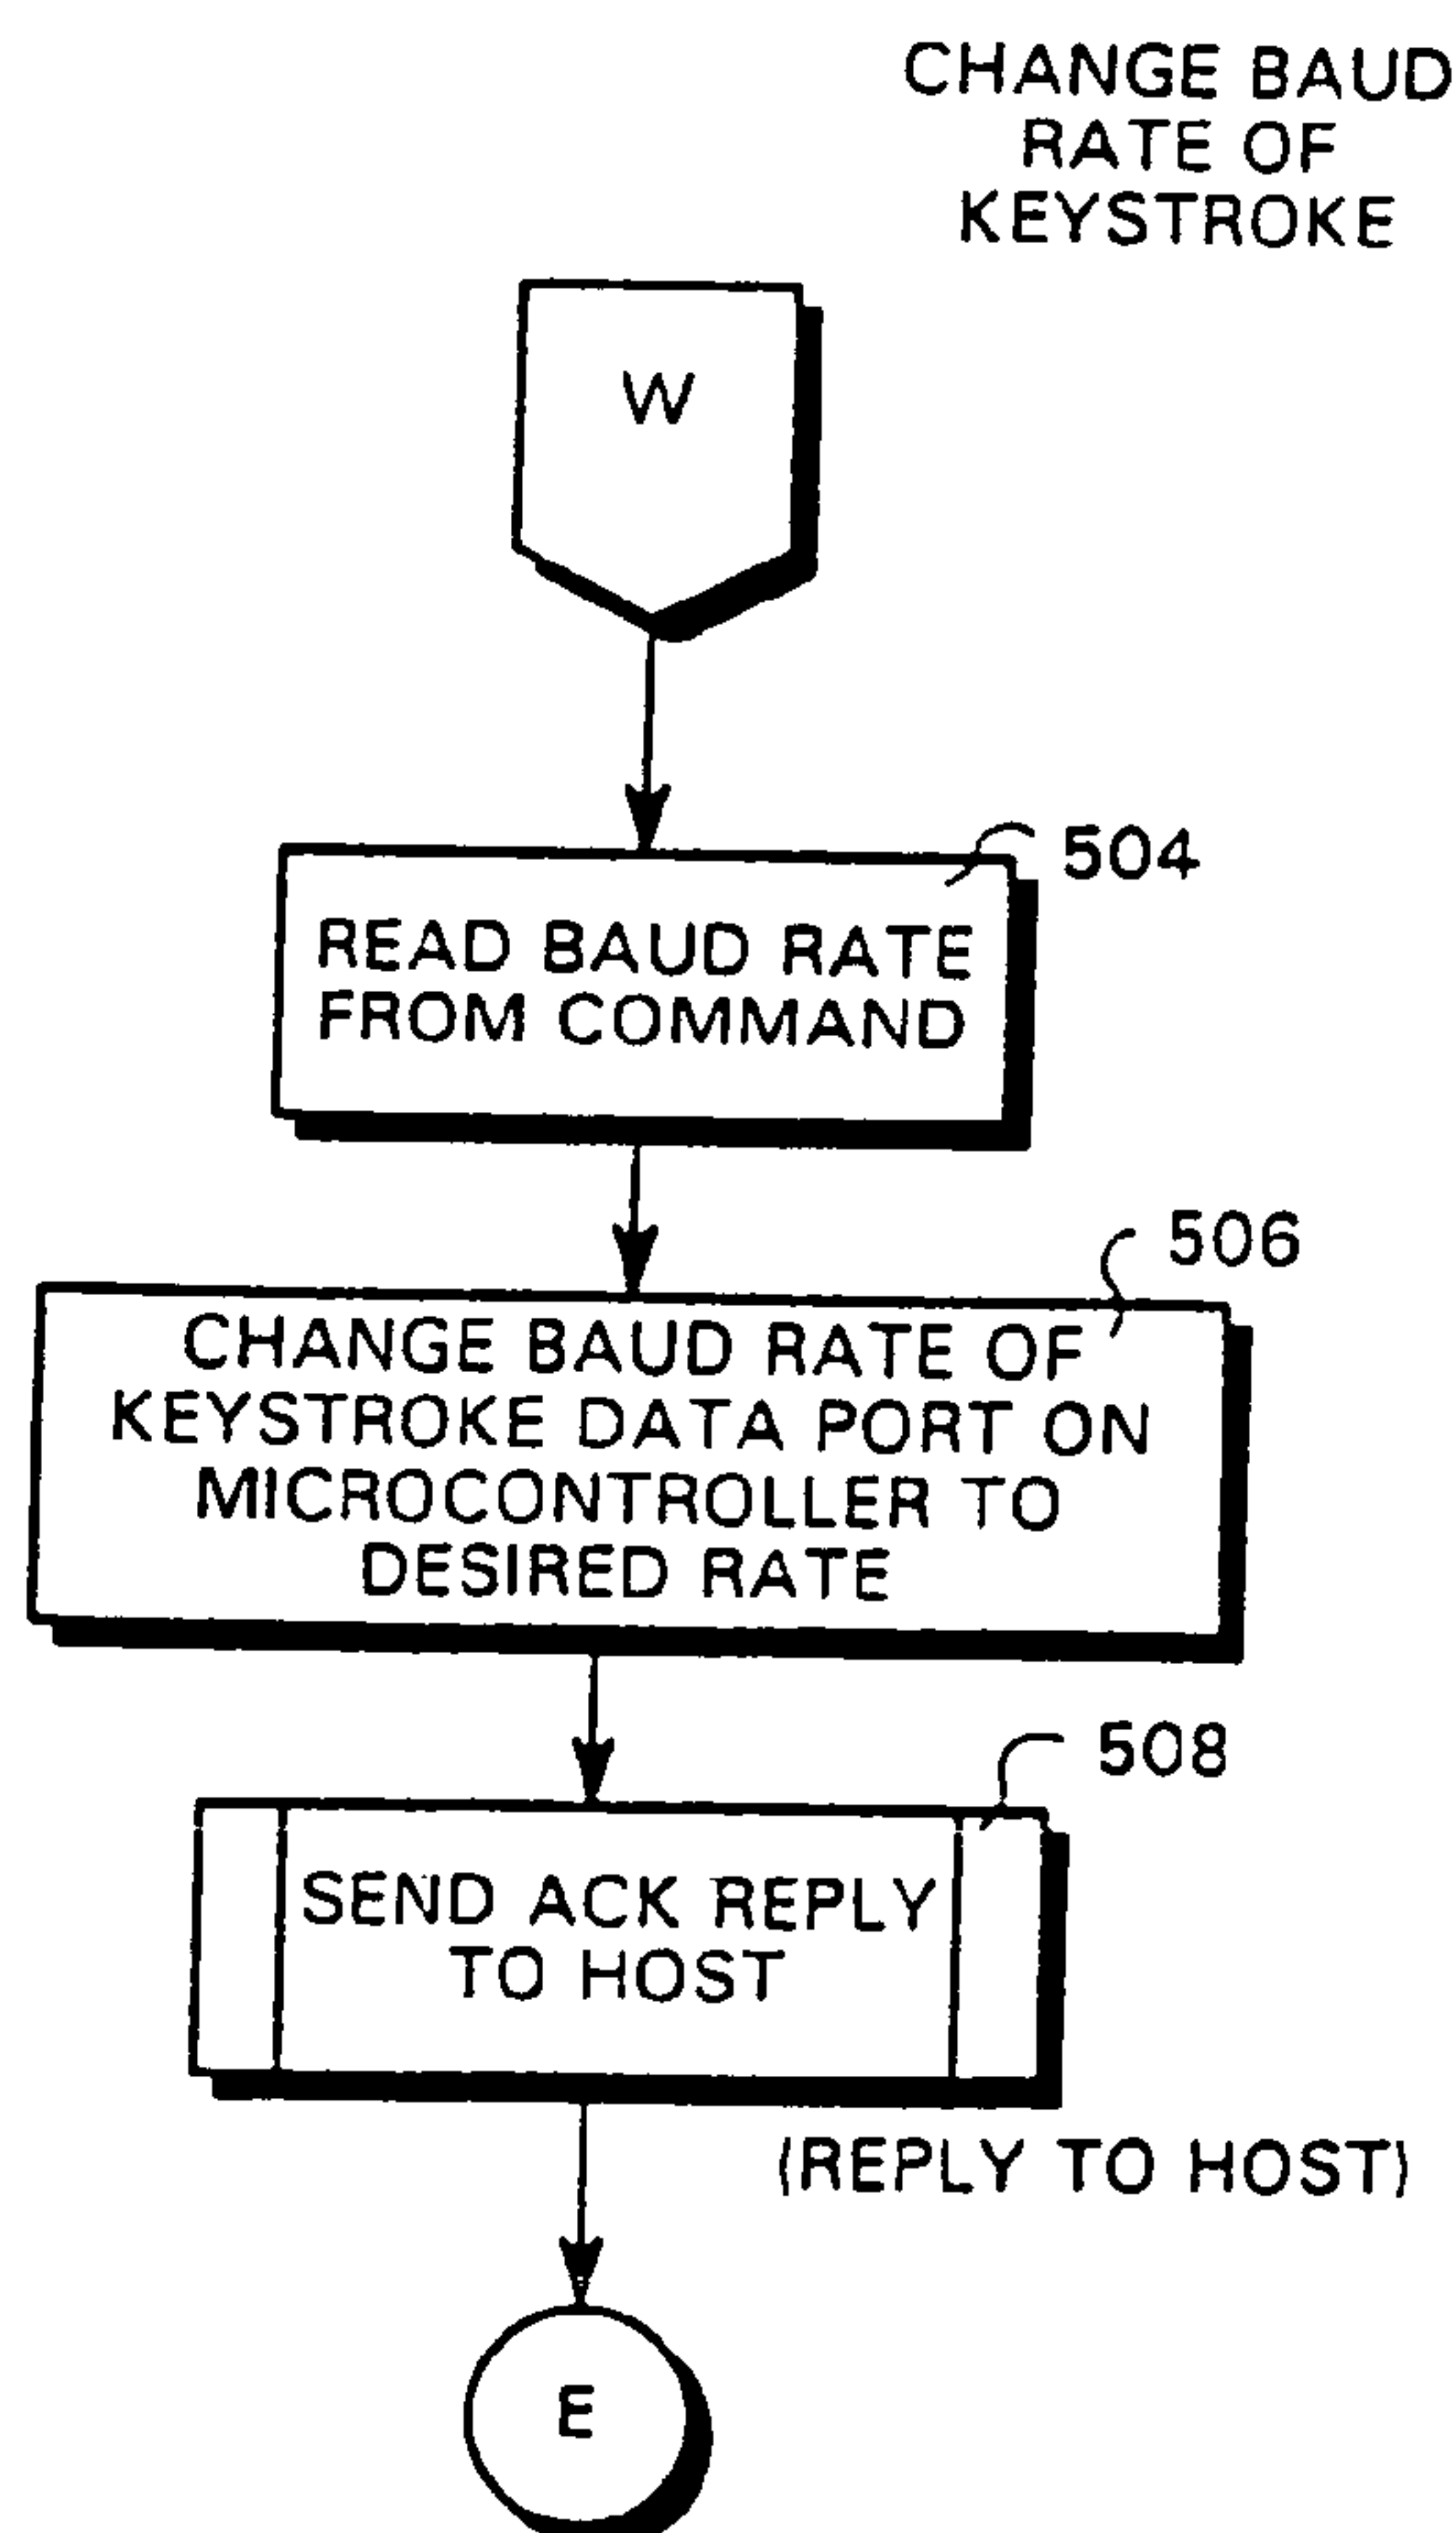 CHANGE BAUD
RATE OF
KEYSTROKE
W
504
READ BAUD RATE
FROM COMMAND
506
CHANGE BAUD RATE OF
KEYSTROKE DATA PORT ON
MICROCONTROLLER TO
DESIRED RATE
508
SEND ACK REPLY
TO HOST
(REPLY TO HOST)
E